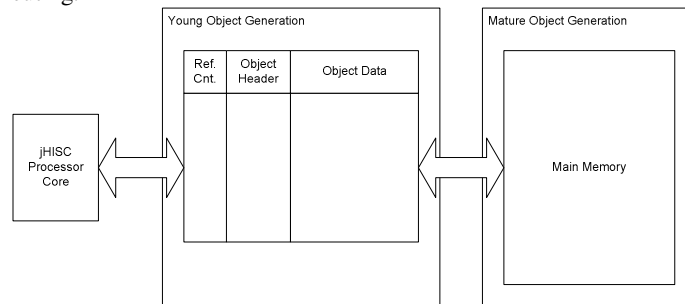 Young Object Generation
Mature Object Generation
Ref.
Cnt.
Object
Header
Object Data
jHISC
Processor
Core
Main Memory